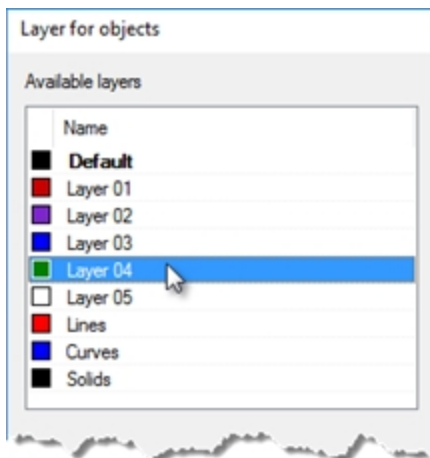 Layer for objects
Available layers
Name
Default
Layer 01
Layer 02
Layer 03
Layer 04
Layer 05
Lines
Curves
Solids